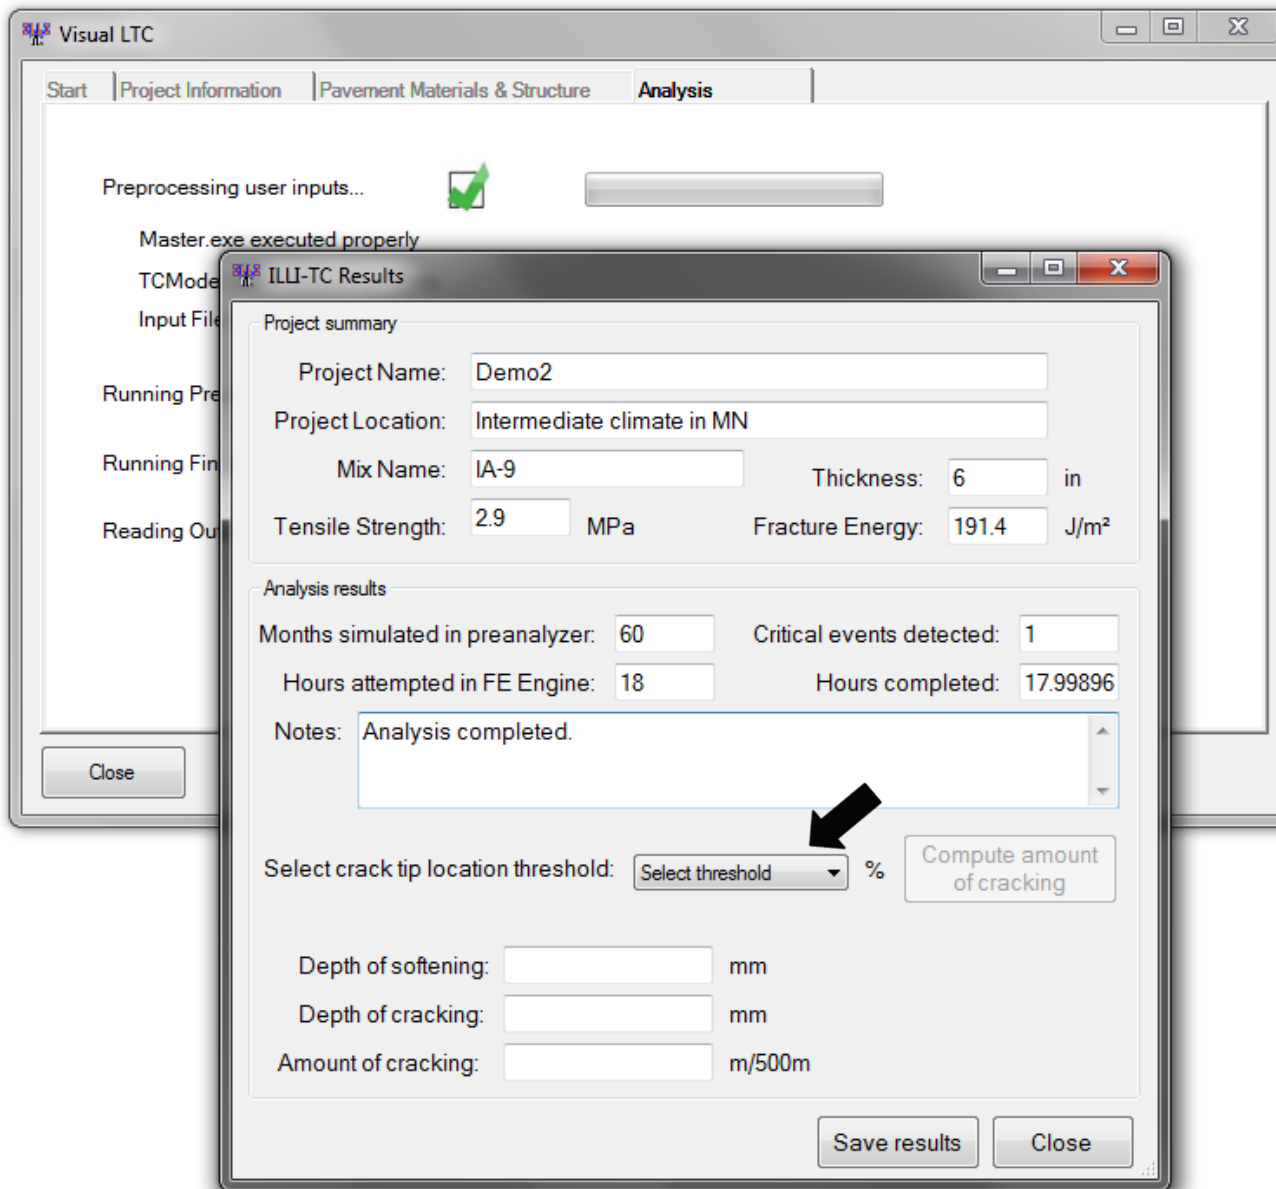 Visual LTC
Start Project Information Pavement Materials & Structure Analysis
Preprocessing user inputs...
Master.exe executed properly
TCMode
Input File
Running Pre
Running Fin
Reading Ou
Close
ILLI-TC Results
Project summary
Project Name: Demo2
Project Location: Intermediate climate in MN
Mix Name: IA-9 Thickness: 6 in
Tensile Strength: 2.9 MPa Fracture Energy: 191.4 J/m²
Analysis results
Months simulated in preanalyzer: 60 Critical events detected: 1
Hours attempted in FE Engine: 18 Hours completed: 17.99896
Notes: Analysis completed.
Select crack tip location threshold: Select threshold % Compute amount
of cracking
Depth of softening: mm
Depth of cracking: mm
Amount of cracking: m/500m
Save results Close